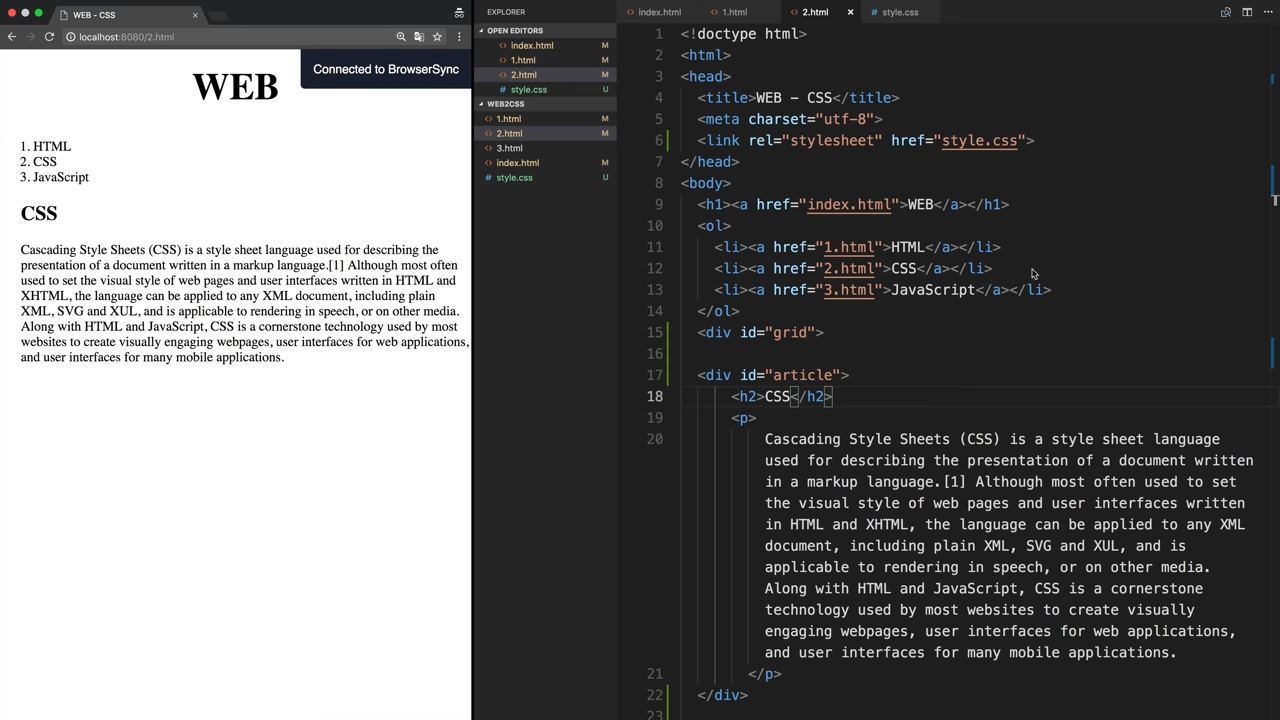 WEB - CSS
localhost:8080/2.html
Connected to BrowserSync
WEB
1. HTML
2. CSS
3. JavaScript
CSS
Cascading Style Sheets (CSS) is a style sheet language used for describing the
presentation of a document written in a markup language.[1] Although most often
used to set the visual style of web pages and user interfaces written in HTML and
XHTML, the language can be applied to any XML document, including plain
XML, SVG and XUL, and is applicable to rendering in speech, or on other media.
Along with HTML and JavaScript, CSS is a cornerstone technology used by most
websites to create visually engaging webpages, user interfaces for web applications,
and user interfaces for many mobile applications.
EXPLORER
OPEN EDITORS
index.html M
1.html M
2.html M
style.css U
WEB2CSS
1.html M
2.html M
3.html
index.html M
style.css U
index.html
1.html
2.html
style.css
1 <!doctype html>
2 <html>
3 <head>
4 <title>WEB - CSS</title>
5 <meta charset="utf-8">
6 <link rel="stylesheet" href="style.css">
7 </head>
8 <body>
9 <h1><a href="index.html">WEB</a></h1>
10 <ol>
11 <li><a href="1.html">HTML</a></li>
12 <li><a href="2.html">CSS</a></li>
13 <li><a href="3.html">JavaScript</a></li>
14 </ol>
15 <div id="grid">
16
17 <div id="article">
18 <h2>CSS</h2>
19 <p>
20 Cascading Style Sheets (CSS) is a style sheet language
used for describing the presentation of a document written
in a markup language.[1] Although most often used to set
the visual style of web pages and user interfaces written
in HTML and XHTML, the language can be applied to any XML
document, including plain XML, SVG and XUL, and is
applicable to rendering in speech, or on other media.
Along with HTML and JavaScript, CSS is a cornerstone
technology used by most websites to create visually
engaging webpages, user interfaces for web applications,
and user interfaces for many mobile applications.
21 </p>
22 </div>
23